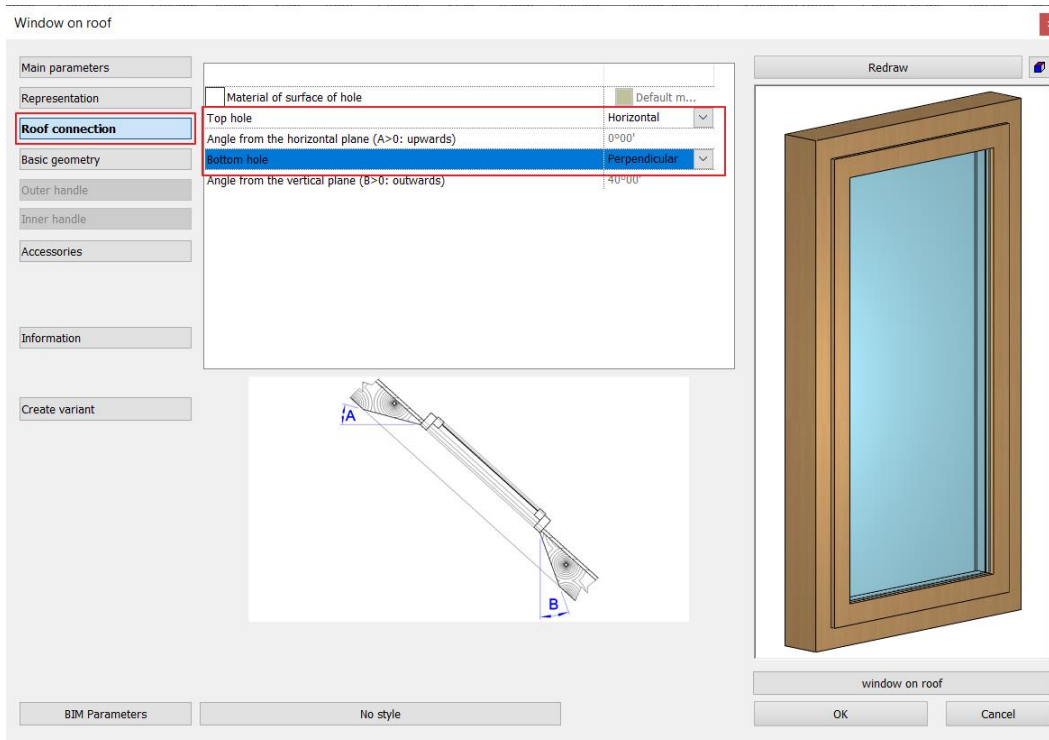 Window on roof
Main parameters
Representation
Roof connection
Basic geometry
Outer handle
Inner handle
Accessories
Information
Create variant
Material of surface of hole Default m...
Top hole Horizontal
Angle from the horizontal plane (A>0: upwards) 0°00'
Bottom hole Perpendicular
Angle from the vertical plane (B>0: outwards) 40°00'
A
B
Redraw
window on roof
BIM Parameters No style OK Cancel